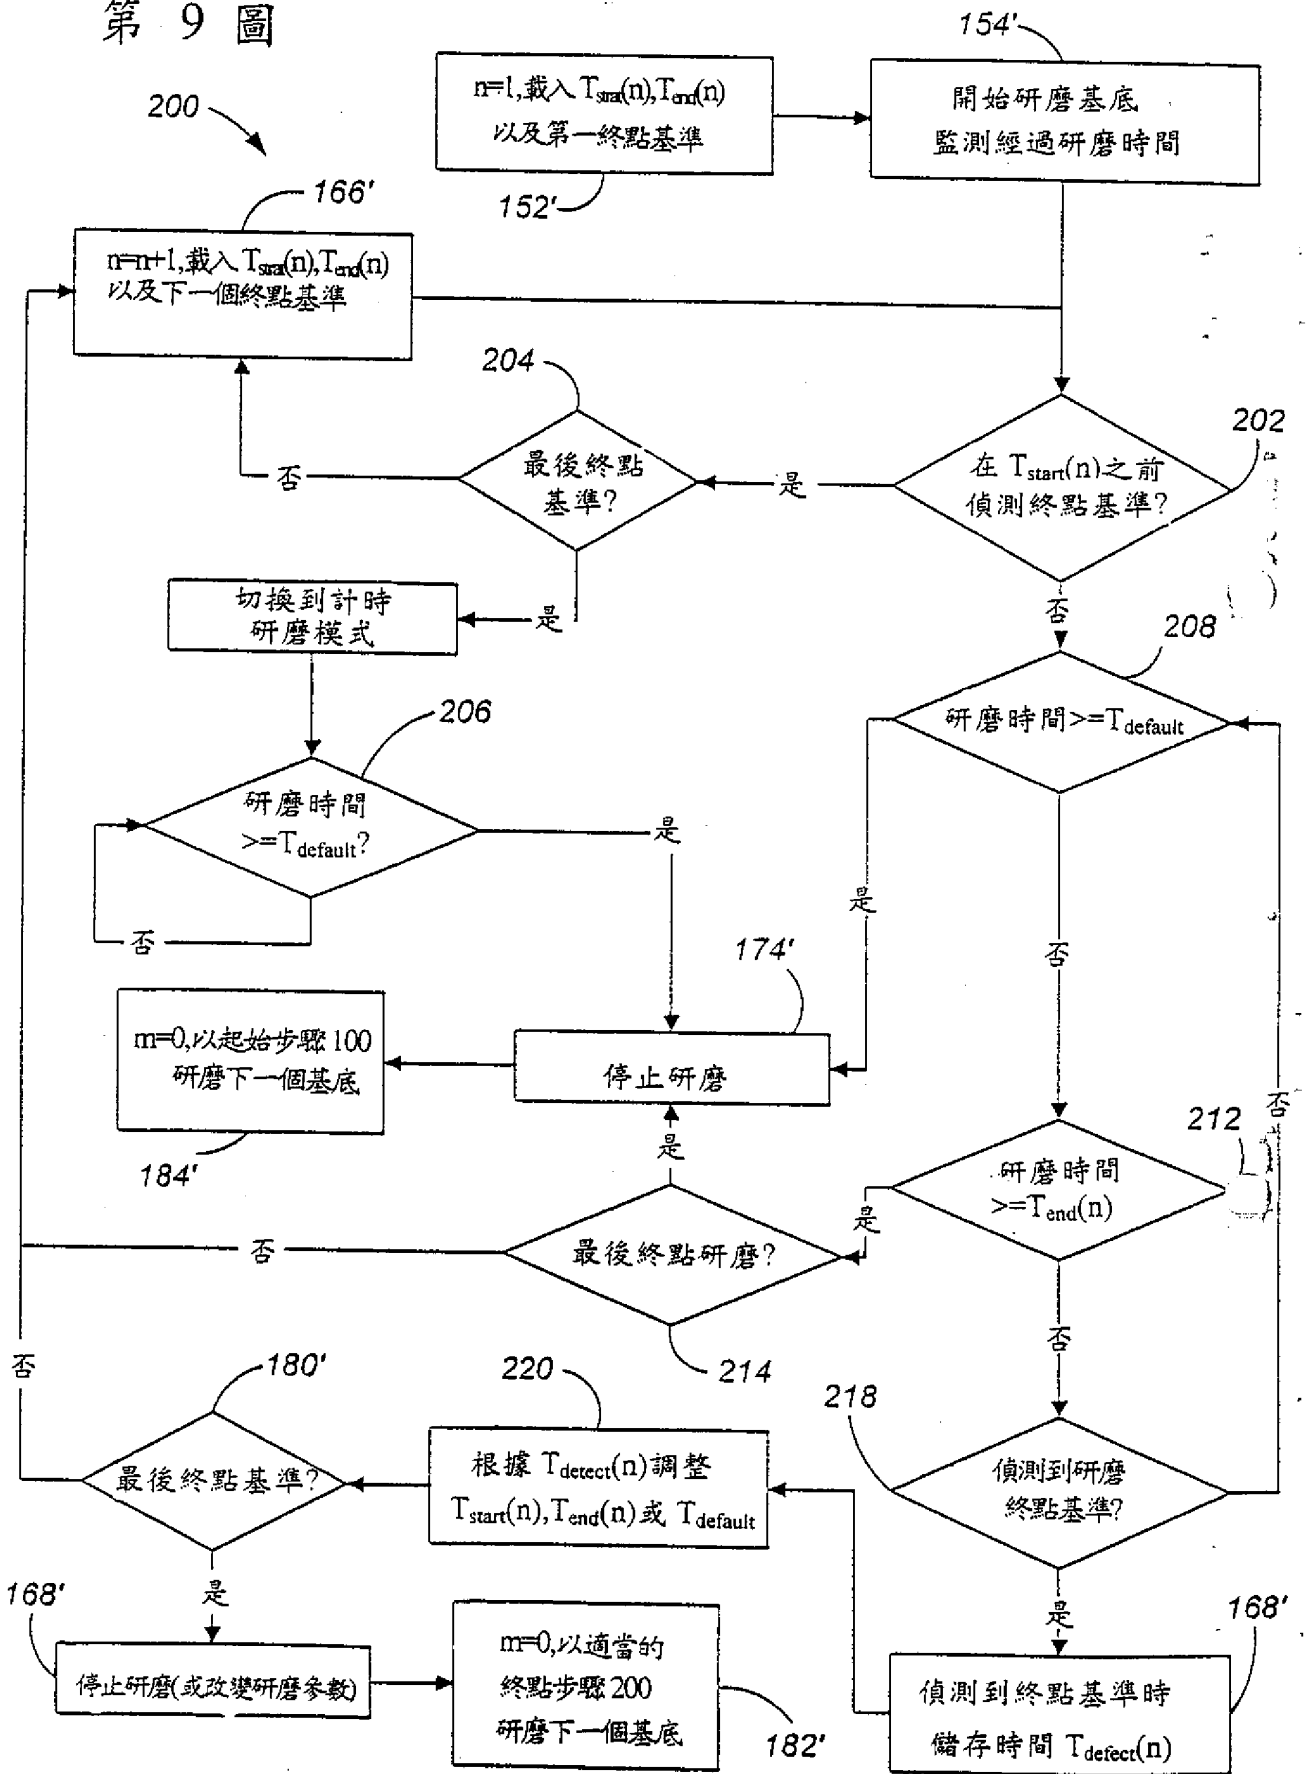 第 9 圖
154'
n=1,載入 Tstrat(n),Tend(n)
以及第一終點基準
152'
開始研磨基底
監測經過研磨時間
200
166'
n=n+1,載入 Tstrat(n),Tend(n)
以及下一個終點基準
204
最後終點
基準?
否
是
202
在 Tstart(n)之前
偵測終點基準?
否
切換到計時
研磨模式
是
208
研磨時間>=Tdefault
206
研磨時間
>=Tdefault?
是
否
是
否
否
174'
停止研磨
m=0,以起始步驟 100
研磨下一個基底
184'
是
212
研磨時間
>=Tend(n)
是
最後終點研磨?
否
214
否
否
180'
最後終點基準?
220
根據 Tdetect(n)調整
Tstart(n),Tend(n)或 Tdefault
218
偵測到研磨
終點基準?
是
是
168'
停止研磨(或改變研磨參數)
m=0,以適當的
終點步驟 200
研磨下一個基底
182'
168'
偵測到終點基準時
儲存時間 Tdefect(n)